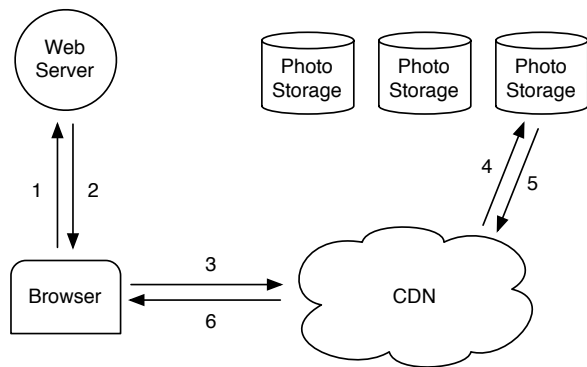 Web
Server
Photo
Storage
Photo
Storage
Photo
Storage
1
2
4
5
3
Browser
CDN
6